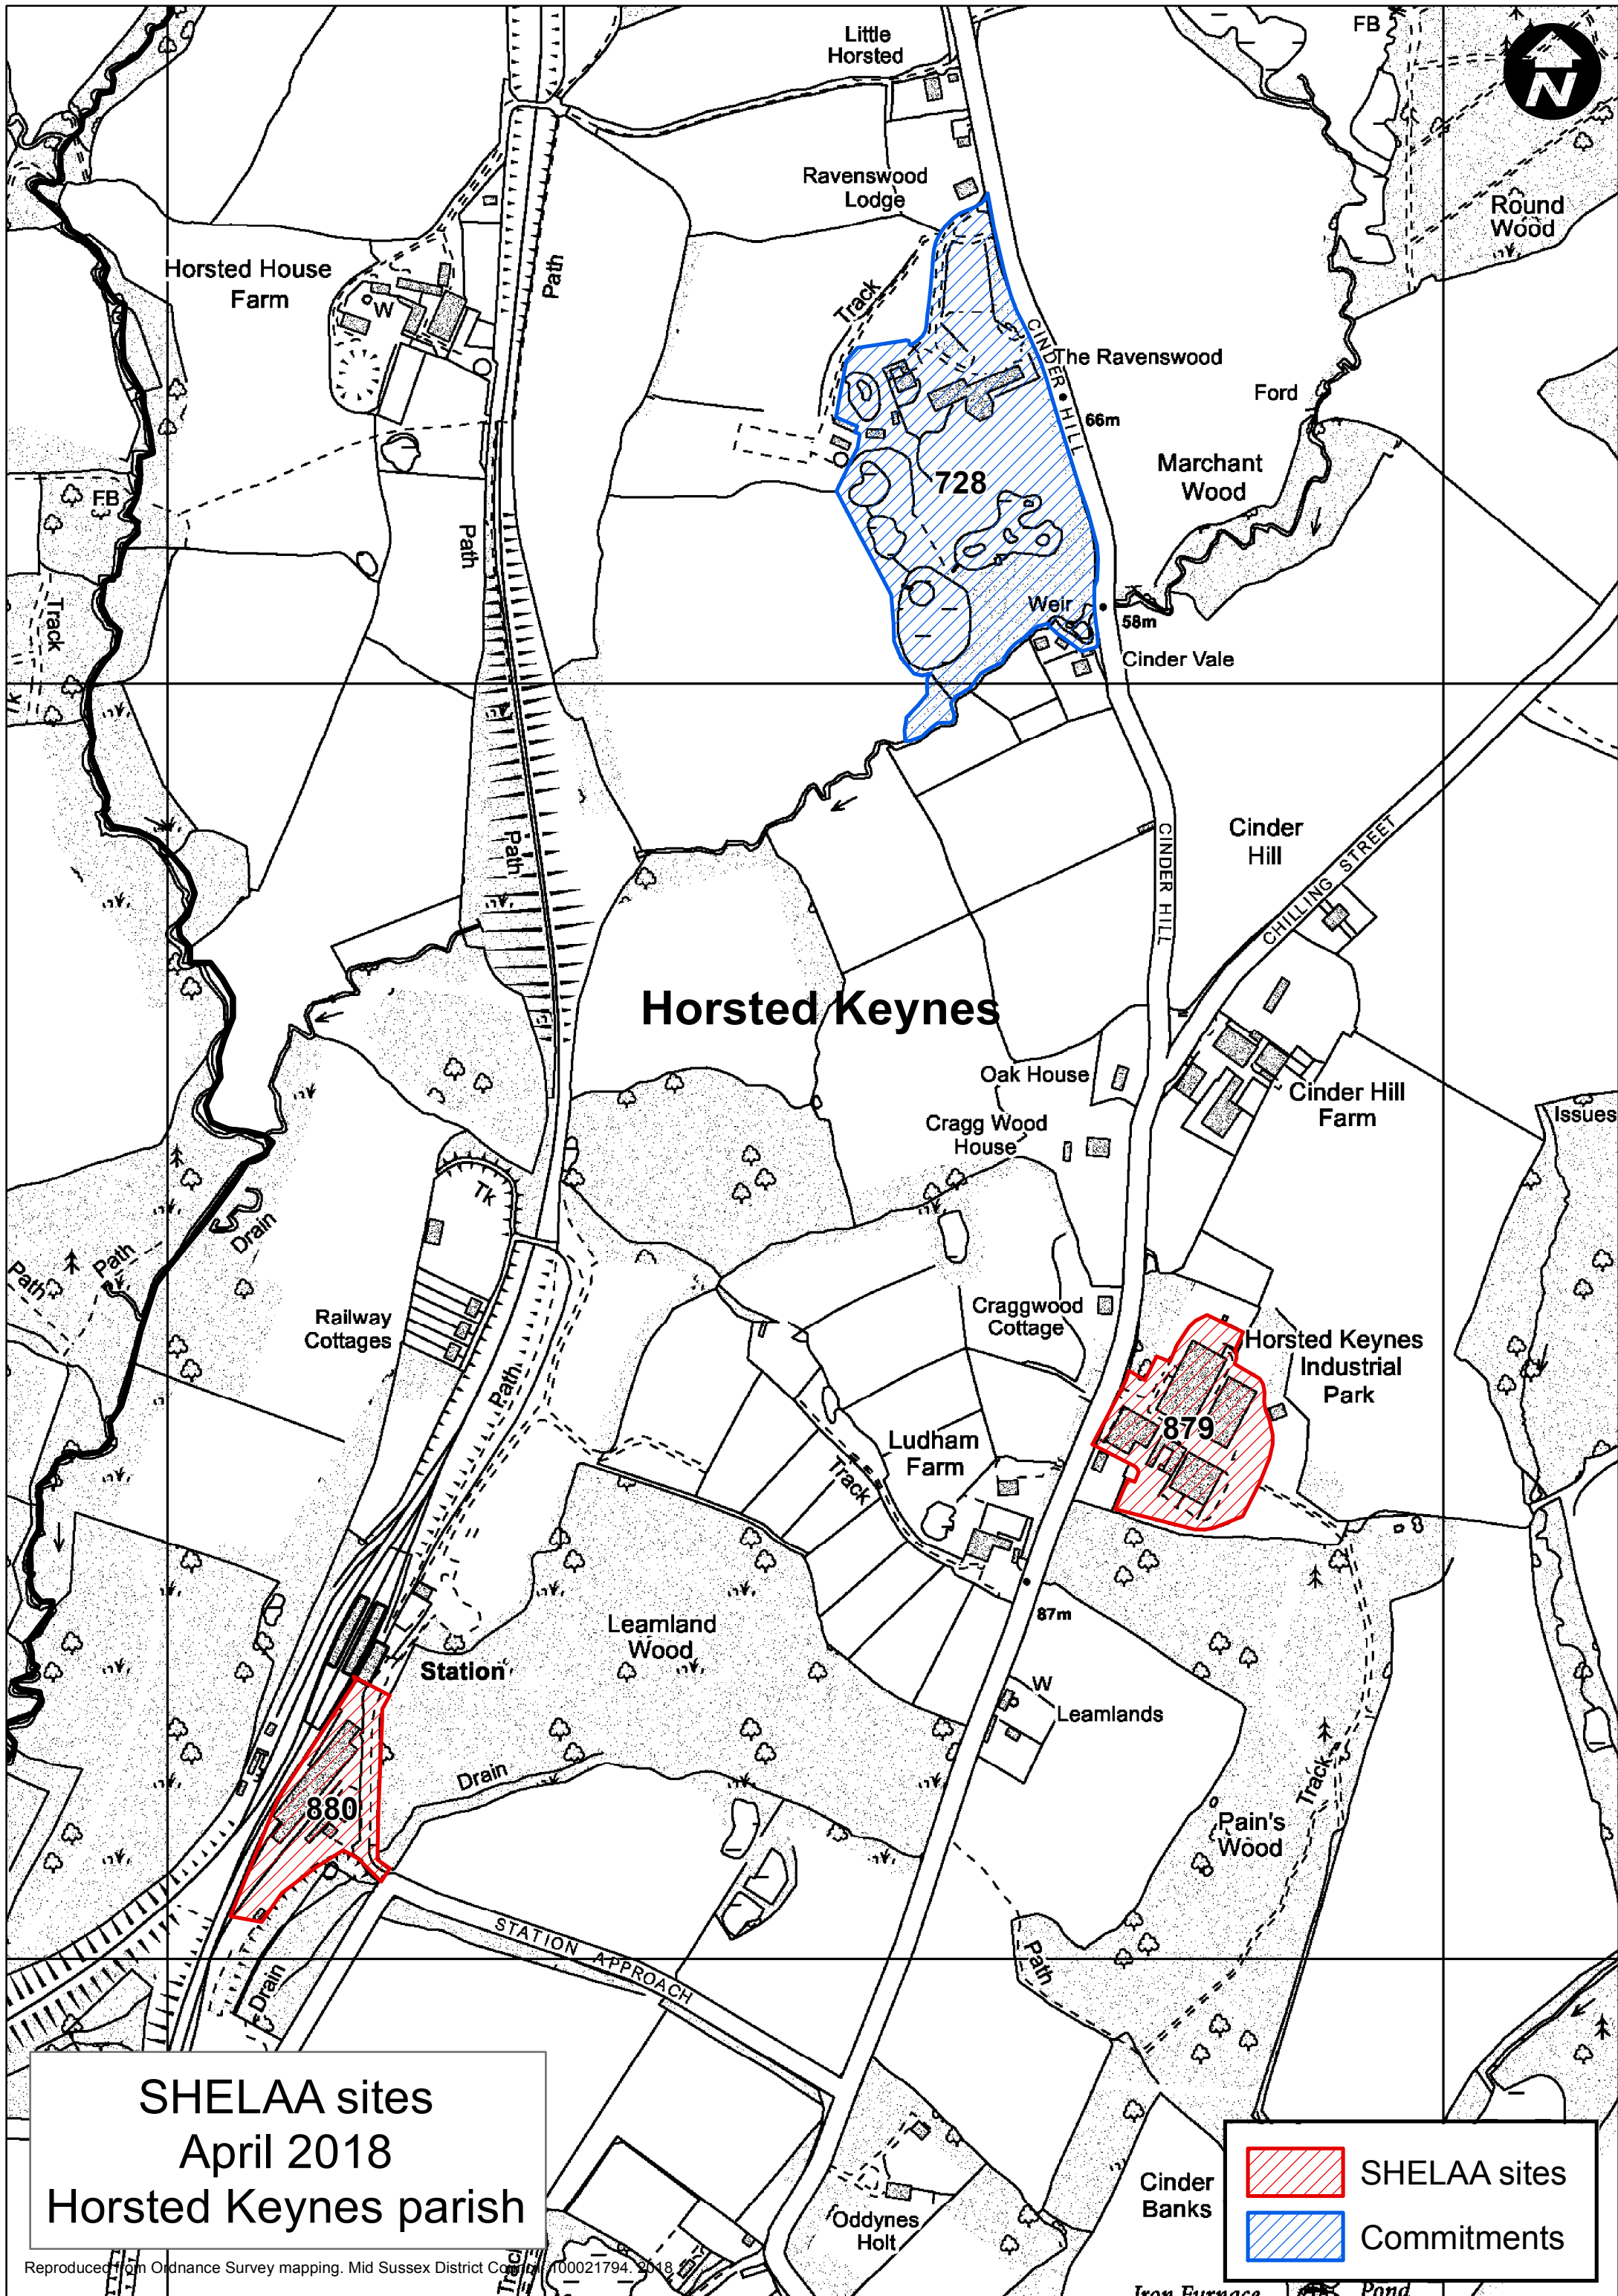 Little
Horsted
FB
N
Ravenswood
Lodge
Round
Wood
Horsted House
Farm
W
Path
Track
CINDER HILL
The Ravenswood
66m
Ford
728
Marchant
Wood
FB
Path
Track
Weir
58m
Cinder Vale
Tk
Path
Cinder
Hill
CINDER HILL
CHILLING STREET
Horsted Keynes
Oak House
Cinder Hill
Farm
Issues
Cragg Wood
House
Tk
Drain
Path
Path
Railway
Cottages
Craggwood
Cottage
Horsted Keynes
Industrial
Park
Path
879
Ludham
Farm
Track
87m
Leamland
Wood
Station
W
Leamlands
Drain
880
Track
Pain's
Wood
STATION APPROACH
Path
Drain
SHELAA sites
April 2018
Horsted Keynes parish
Cinder
Banks
SHELAA sites
Commitments
Oddynes
Holt
Track
Reproduced from Ordnance Survey mapping. Mid Sussex District Council 100021794. 2018
Iron Furnace
Pond